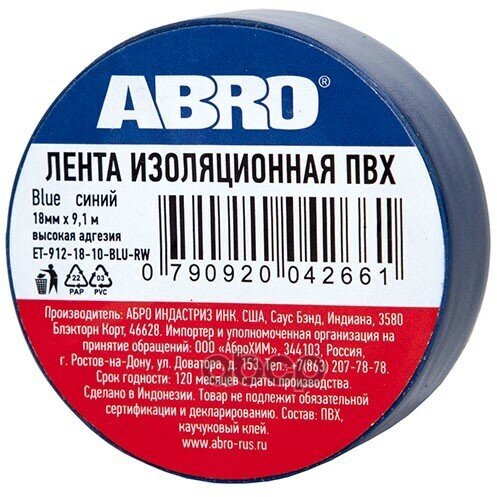 ABRO®
ЛЕНТА ИЗОЛЯЦИОННАЯ ПВХ
Blue синий
18мм x 9,1 м
высокая адгезия
ET-912-18-10-BLU-RW
0 790920 042661
22 03
PAP PVC
Производитель: АБРО ИНДАСТРИЗ ИНК. США, Саус Бэнд, Индиана, 3580
Блэкторн Корт, 46628. Импортер и уполномоченная организация на
принятие обращений: ООО «АброХИМ», 344103, Россия,
г. Ростов-на-Дону, ул. Доватора, 153, тел. +7(863) 207-78-78.
Срок годности: 120 месяцев с даты производства.
Сделано в Индонезии. Товар не подлежит обязательной
сертификации и декларированию. Состав: ПВХ,
каучуковый клей.
www.abro-rus.ru